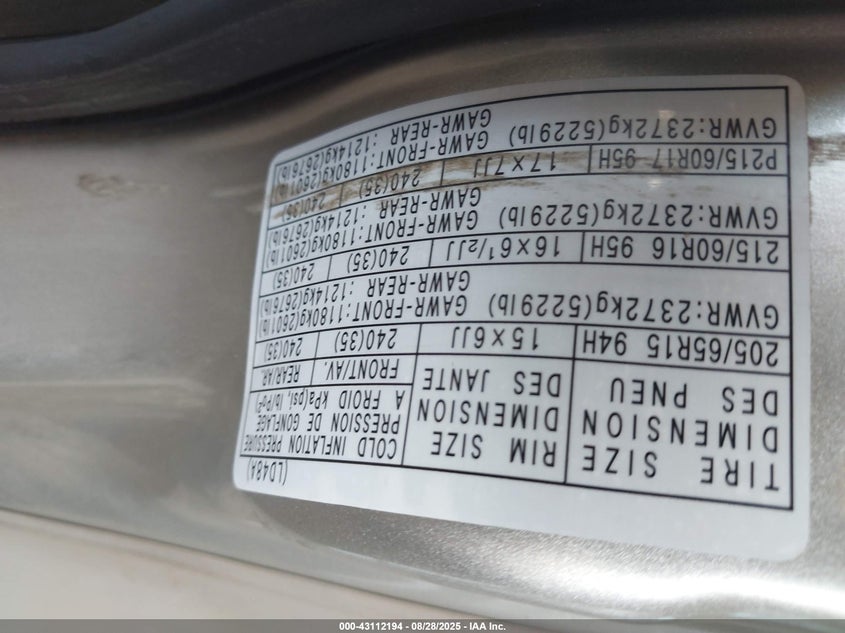 (LD48A)
TIRE SIZE
DIMENSION
DES PNEU
RIM SIZE
DIMENSION
DES JANTE
COLD INFLATION PRESSURE
PRESSION DE GONFLAGE
A FROID kPa(psi, lb/Po²)
FRONT/AV. REAR/AR.
205/65R15 94H 15×6JJ 240(35) 240(35)
GVWR:2372kg(5229lb) GAWR-FRONT:1180kg(2601lb)
GAWR-REAR :1214kg(2676lb)
215/60R16 95H 16×6½JJ 240(35) 240(35)
GVWR:2372kg(5229lb) GAWR-FRONT:1180kg(2601lb)
GAWR-REAR :1214kg(2676lb)
P215/60R17 95H 17×7JJ 240(35) 240(35)
GVWR:2372kg(5229lb) GAWR-FRONT:1180kg(2601lb)
GAWR-REAR :1214kg(2676lb)
000-43112194 - 08/28/2025 - IAA Inc.